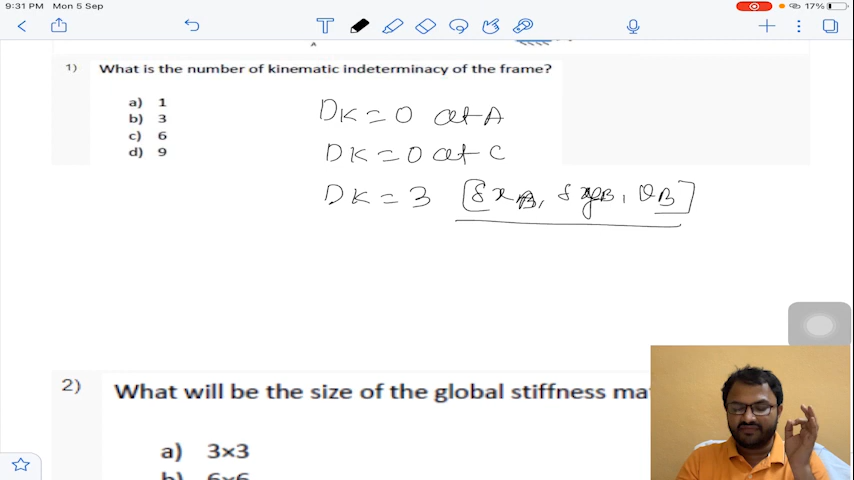 9:31 PM Mon 5 Sep 17%
T
A
1) What is the number of kinematic indeterminacy of the frame?
a) 1
b) 3
c) 6
d) 9
DK = 0 at A
DK = 0 at C
DK = 3 [δxB, δyB, θB]
2) What will be the size of the global stiffness ma
a) 3×3
b) 6×6